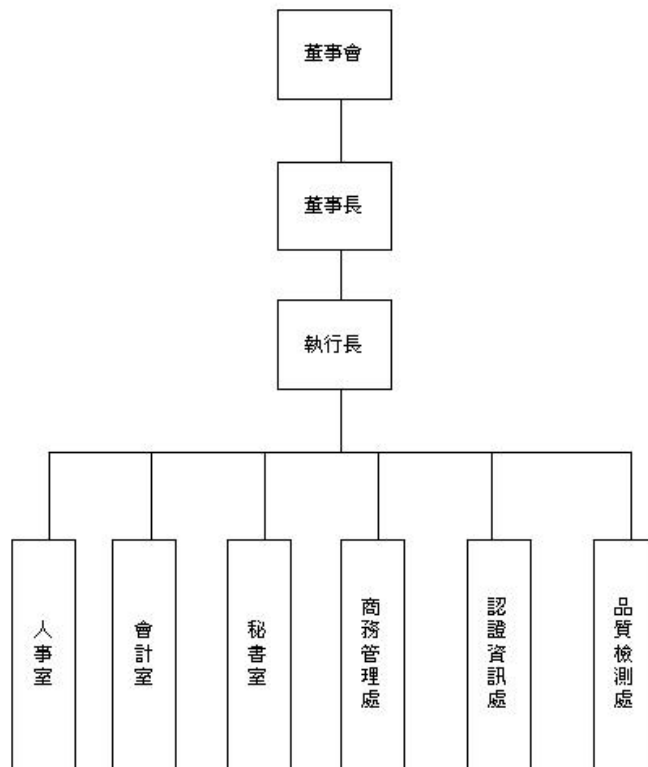 董事會
董事長
執行長
人事室
會計室
秘書室
商務管理處
認證資訊處
品質檢測處